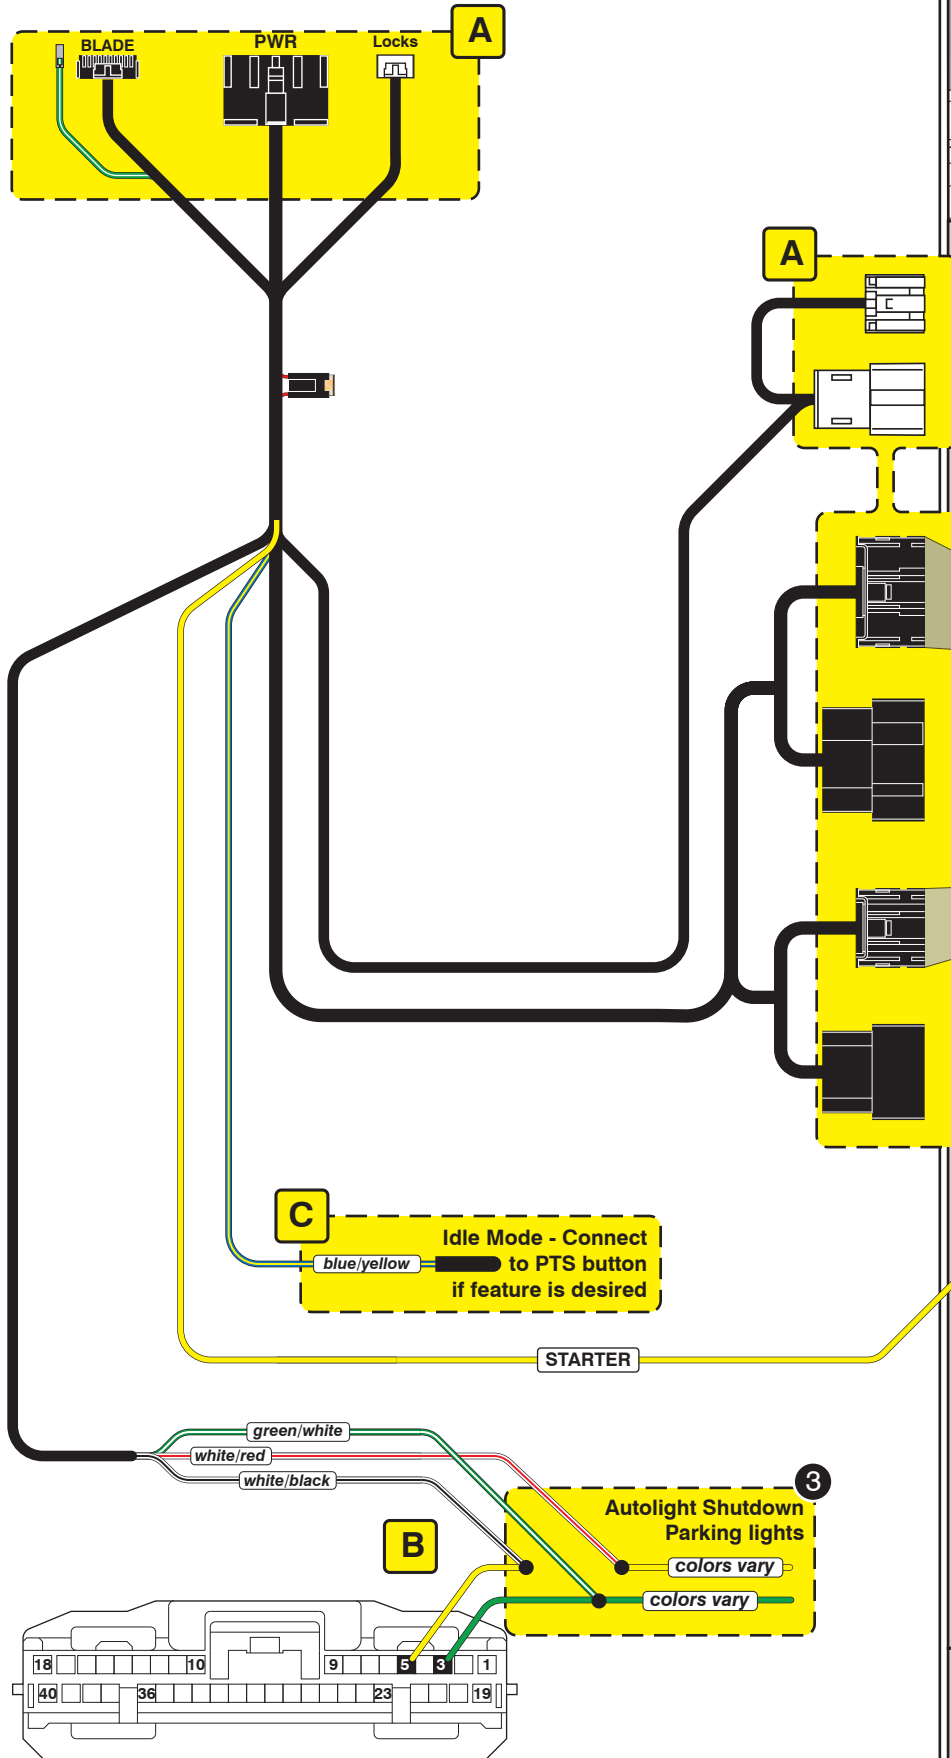 A
BLADE
PWR
Locks
A
C
Idle Mode - Connect
blue/yellow
to PTS button
if feature is desired
STARTER
green/white
white/red
white/black
3
Autolight Shutdown
Parking lights
B
colors vary
colors vary
18 10 9 5 3 1
40 36 23 19